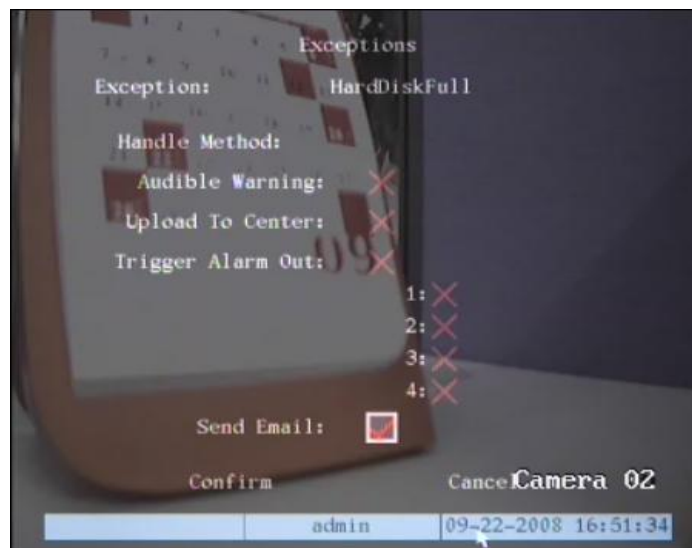 Exceptions
Exception: HardDiskFull
Handle Method:
Audible Warning:
Upload To Center:
Trigger Alarm Out:
1:
2:
3:
4:
Send Email:
Confirm Cancel
Camera 02
admin 09-22-2008 16:51:34